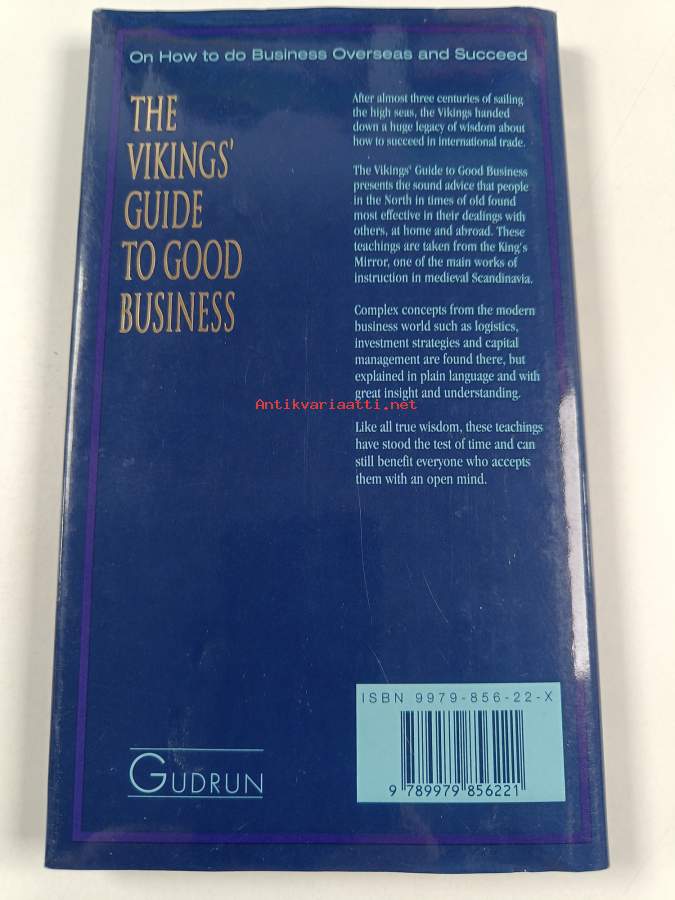 On How to do Business Overseas and Succeed
THE
VIKINGS'
GUIDE
TO GOOD
BUSINESS
After almost three centuries of sailing
the high seas, the Vikings handed
down a huge legacy of wisdom about
how to succeed in international trade.
The Vikings' Guide to Good Business
presents the sound advice that people
in the North in times of old found
most effective in their dealings with
others, at home and abroad. These
teachings are taken from the King's
Mirror, one of the main works of
instruction in medieval Scandinavia.
Complex concepts from the modern
business world such as logistics,
investment strategies and capital
management are found there, but
explained in plain language and with
great insight and understanding.
Antikvariaatti.net
Like all true wisdom, these teachings
have stood the test of time and can
still benefit everyone who accepts
them with an open mind.
ISBN 9979-856-22-X
9 789979 856221
GUDRUN